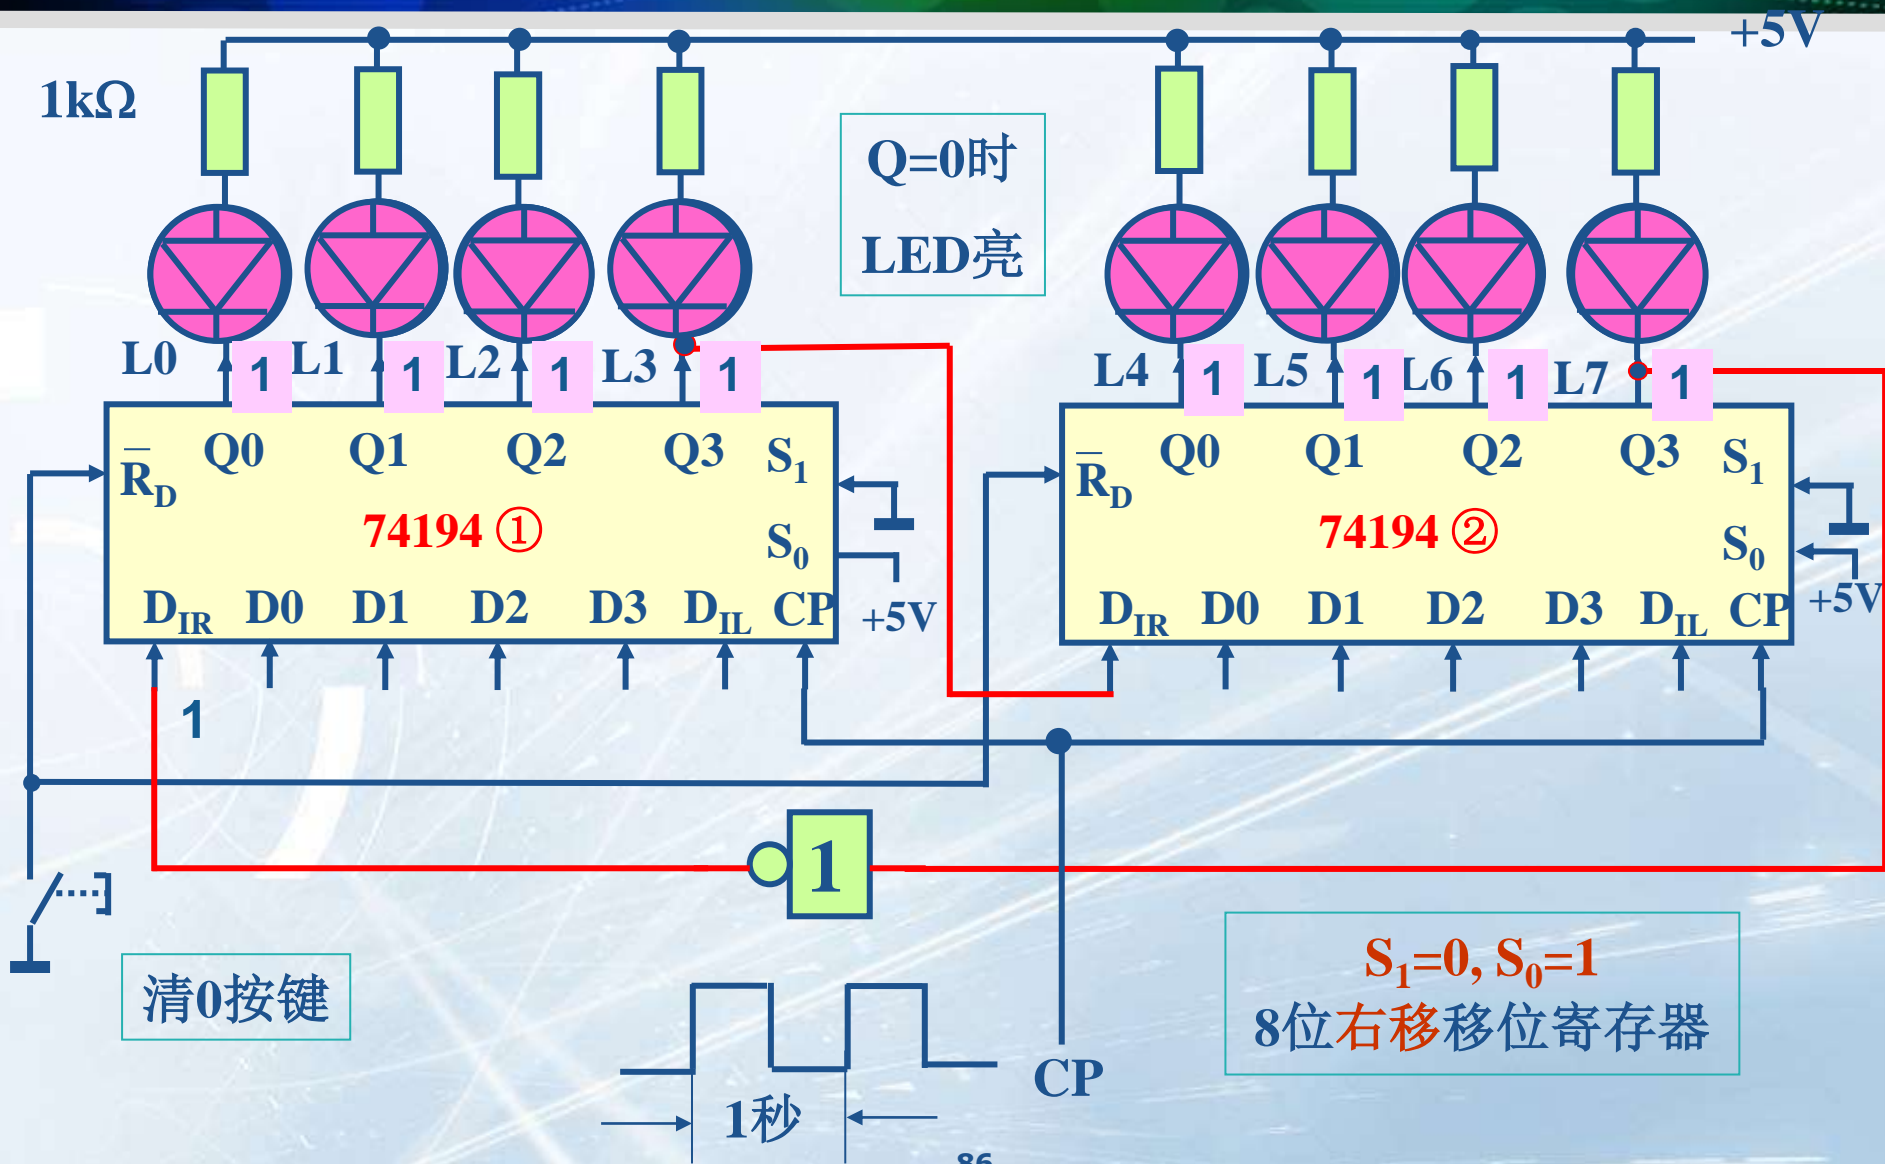 +5V
1kΩ
Q=0时
LED亮
L0 1 L1 1 L2 1 L3 1
L4 1 L5 1 L6 1 L7 1
R̅D Q0 Q1 Q2 Q3 S1
74194 ①
S0
DIR D0 D1 D2 D3 DIL CP
+5V
R̅D Q0 Q1 Q2 Q3 S1
74194 ②
S0
DIR D0 D1 D2 D3 DIL CP
+5V
1
1
清0按键
S1=0, S0=1
8位右移移位寄存器
CP
1秒
86